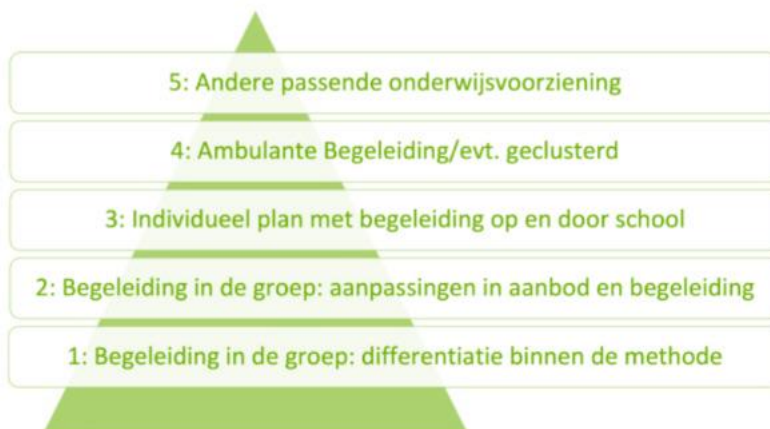 5: Andere passende onderwijsvoorziening
4: Ambulante Begeleiding/evt. geclusterd
3: Individueel plan met begeleiding op en door school
2: Begeleiding in de groep: aanpassingen in aanbod en begeleiding
1: Begeleiding in de groep: differentiatie binnen de methode